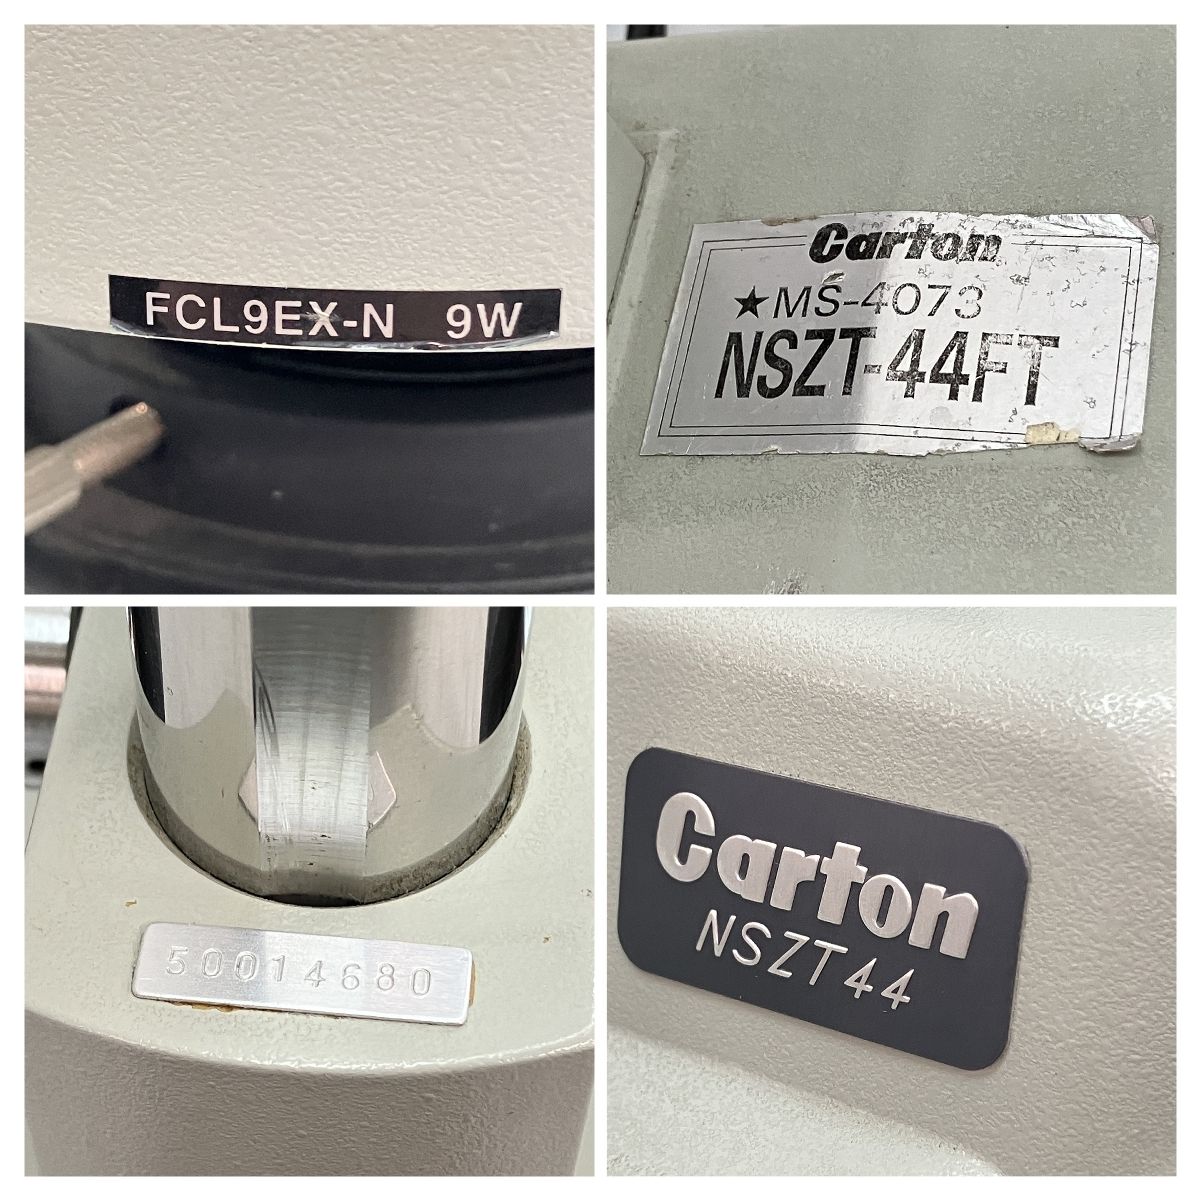 FCL9EX-N 9W
Carton
★MS-4073
NSZT-44FT
50014680
Carton
NSZT44